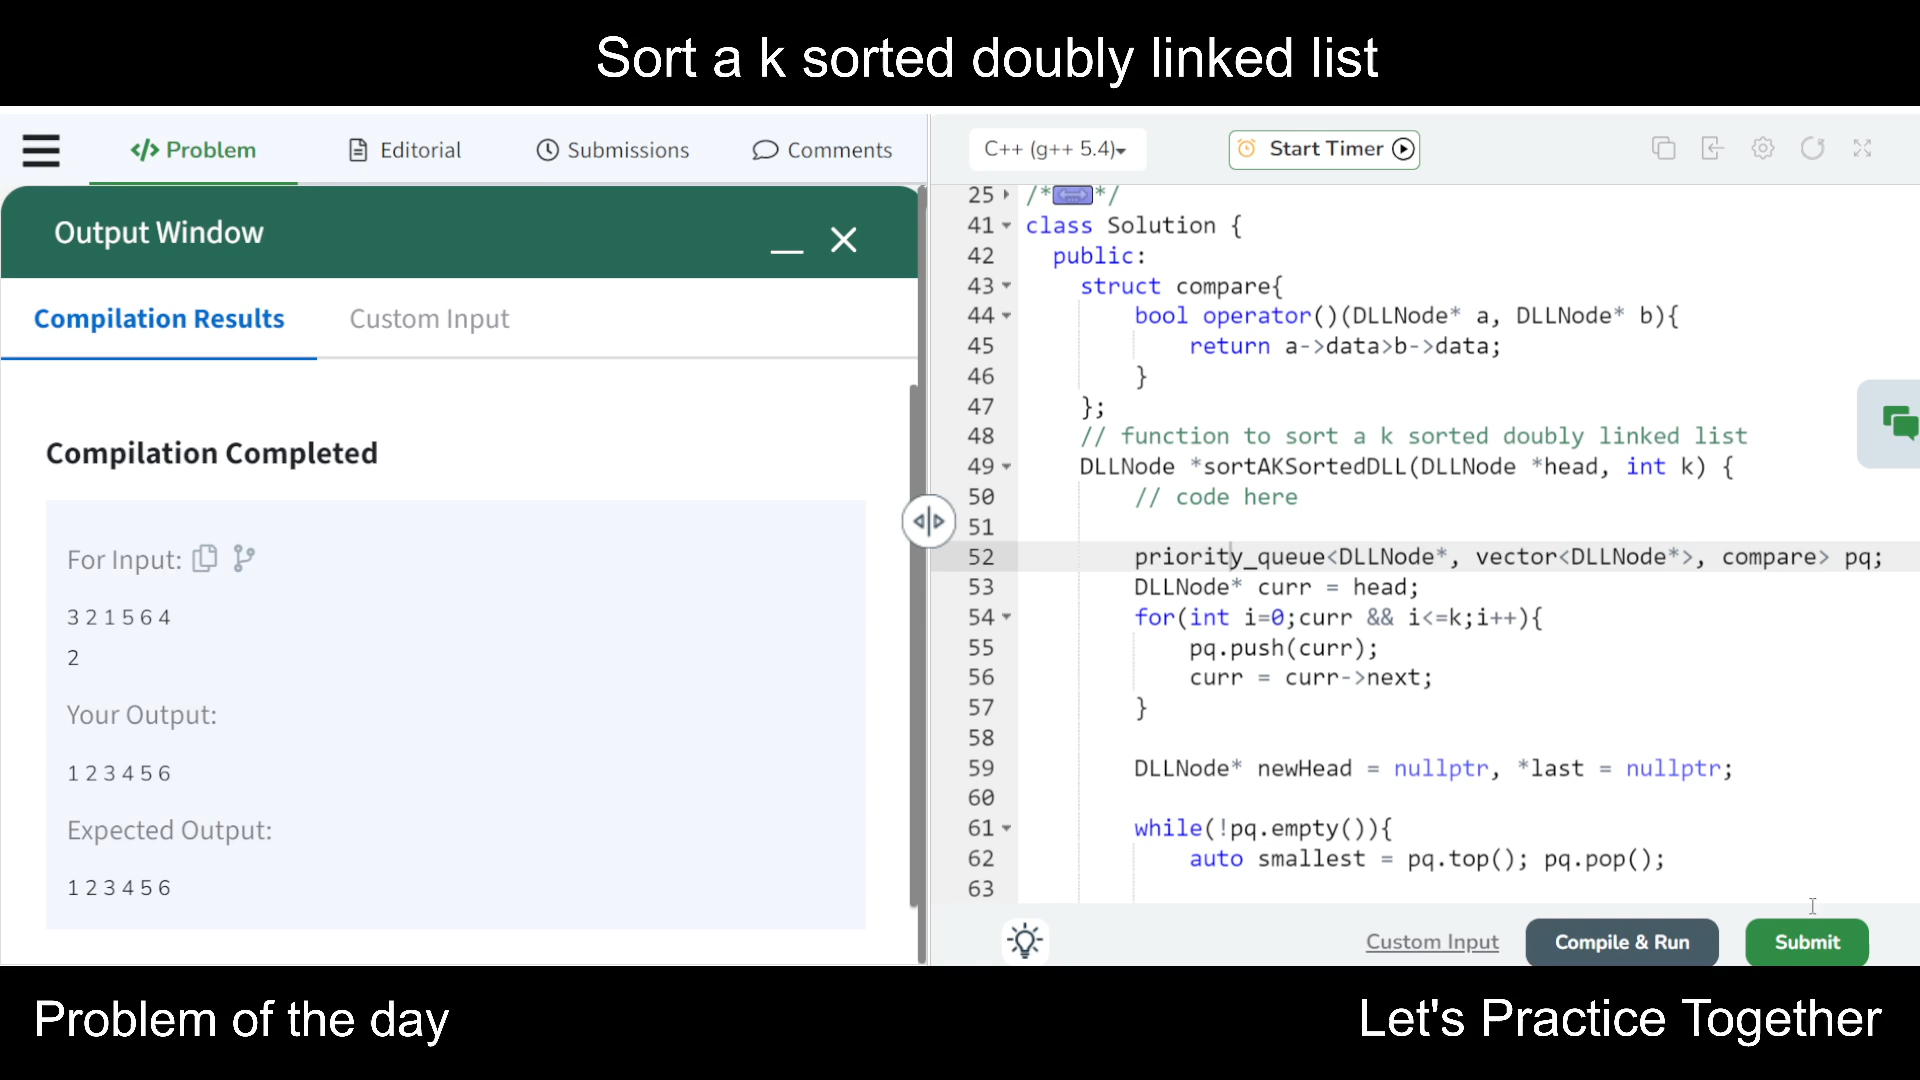 Sort a k sorted doubly linked list
</> Problem
Editorial
Submissions
Comments
Output Window
Compilation Results
Custom Input
Compilation Completed
For Input:
3 2 1 5 6 4
2
Your Output:
1 2 3 4 5 6
Expected Output:
1 2 3 4 5 6
C++ (g++ 5.4)
Start Timer
25 /* */
41 class Solution {
42 public:
43 struct compare{
44 bool operator()(DLLNode* a, DLLNode* b){
45 return a->data>b->data;
46 }
47 };
48 // function to sort a k sorted doubly linked list
49 DLLNode *sortAKSortedDLL(DLLNode *head, int k) {
50 // code here
51
52 priority_queue<DLLNode*, vector<DLLNode*>, compare> pq;
53 DLLNode* curr = head;
54 for(int i=0;curr && i<=k;i++){
55 pq.push(curr);
56 curr = curr->next;
57 }
58
59 DLLNode* newHead = nullptr, *last = nullptr;
60
61 while(!pq.empty()){
62 auto smallest = pq.top(); pq.pop();
63
Custom Input
Compile & Run
Submit
Problem of the day
Let's Practice Together